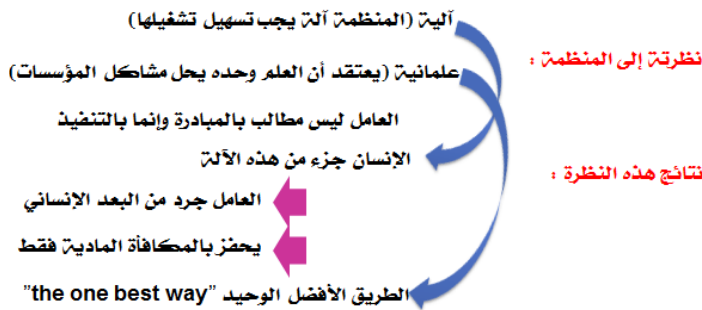 آلية (المنظمة آلة يجب تسهيل تشغيلها)
نظرتة إلى المنظمة :
علمانية (يعتقد أن العلم وحده يحل مشاكل المؤسسات)
العامل ليس مطالب بالمبادرة وإنما بالتنفيذ
الإنسان جزء من هذه الآلة
نتائج هذه النظرة :
العامل جرد من البعد الإنساني
يحفز بالمكافأة المادية فقط
الطريق الأفضل الوحيد "the one best way"